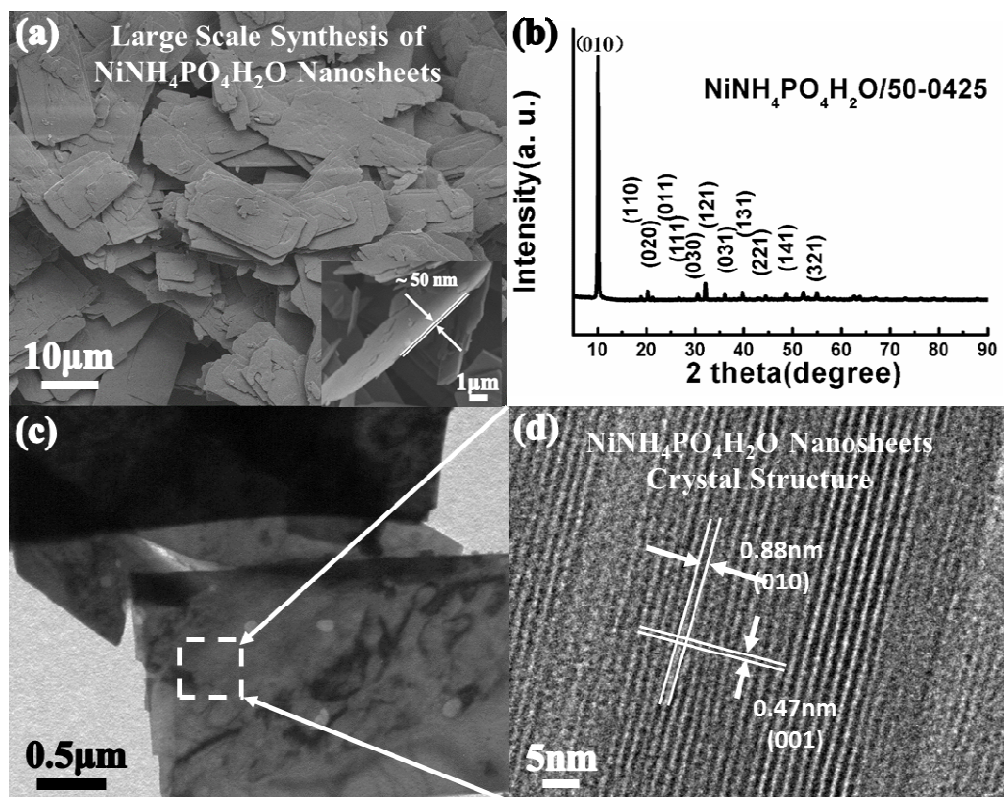 (a)
Large Scale Synthesis of
NiNH₄PO₄H₂O Nanosheets
~ 50 nm
10μm
1μm
(b)
(010)
NiNH₄PO₄H₂O/50-0425
Intensity(a. u.)
(110)
(020)
(011)
(111)
(030)
(121)
(031)
(131)
(221)
(141)
(321)
10 20 30 40 50 60 70 80 90
2 theta(degree)
(c)
0.5μm
(d)
NiNH₄PO₄H₂O Nanosheets
Crystal Structure
0.88nm
(010)
0.47nm
(001)
5nm